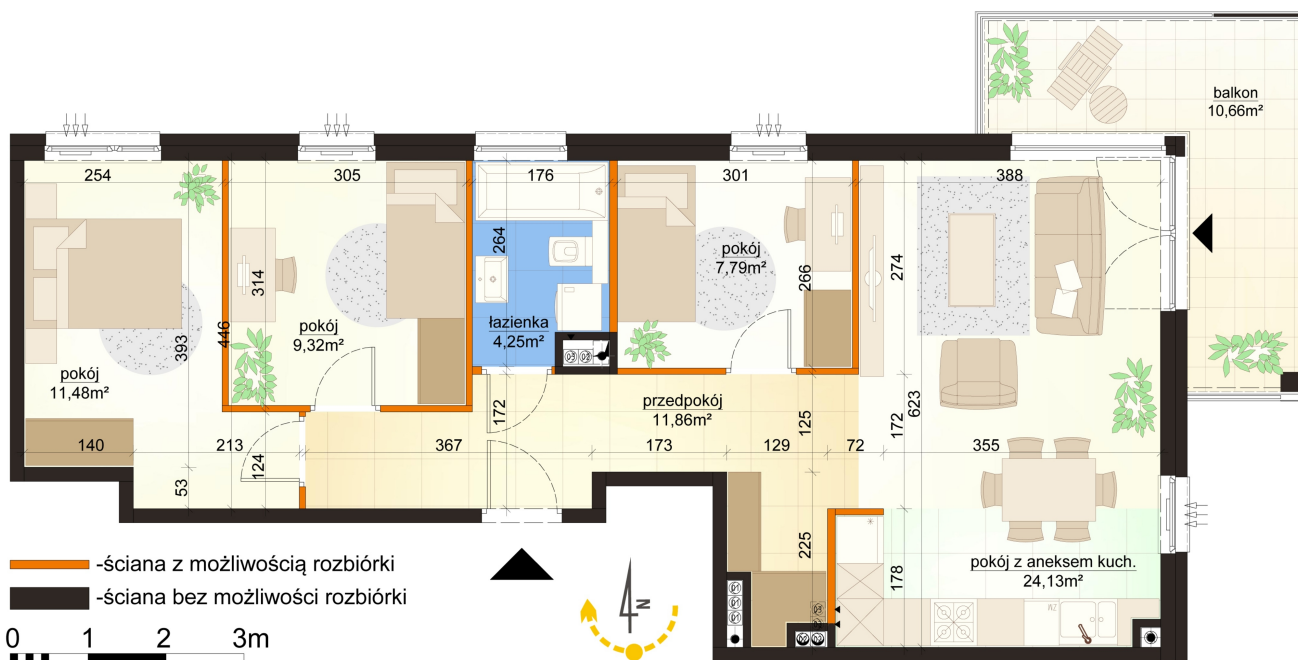 balkon
10,66m²
254
305
176
301
388
264
274
314
266
pokój
7,79m²
446
393
łazienka
4,25m²
pokój
9,32m²
pokój
11,48m²
przedpokój
11,86m²
172
125
172
623
140
213
367
173
129
72
355
124
53
225
178
pokój z aneksem kuch.
24,13m²
ZM
N
-ściana z możliwością rozbiórki
-ściana bez możliwości rozbiórki
0 1 2 3m